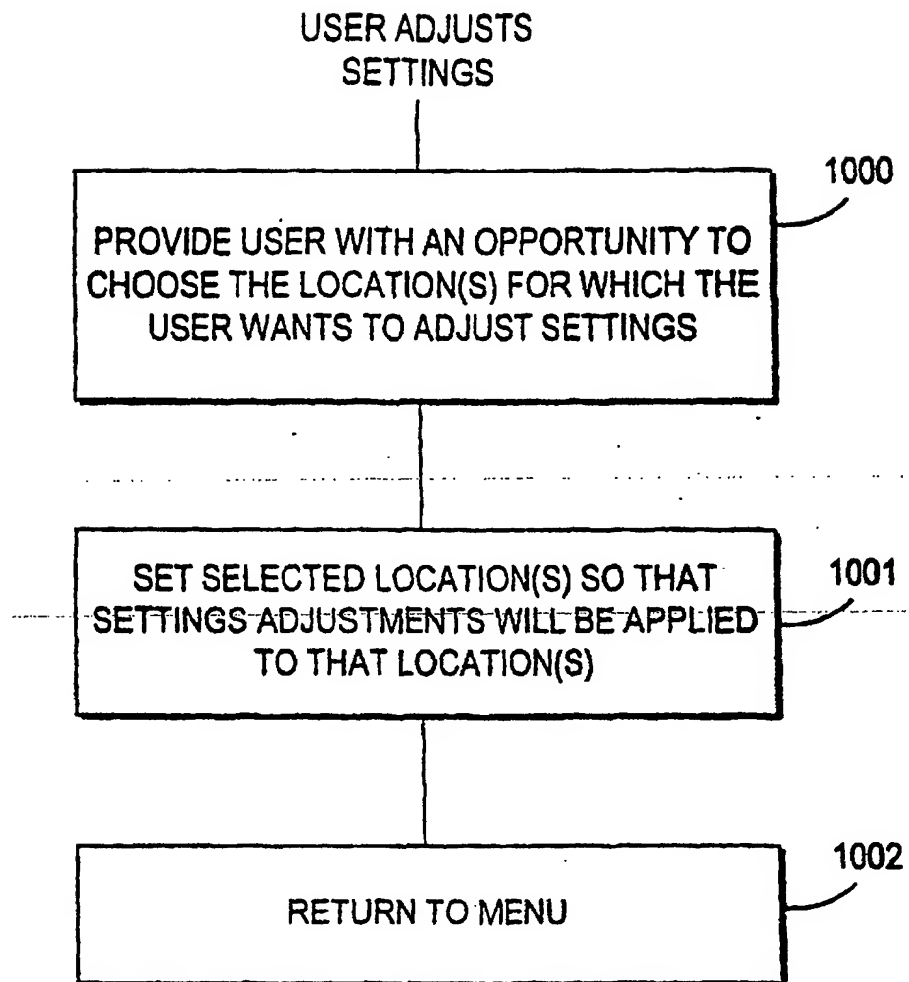 USER ADJUSTS
SETTINGS
1000
PROVIDE USER WITH AN OPPORTUNITY TO
CHOOSE THE LOCATION(S) FOR WHICH THE
USER WANTS TO ADJUST SETTINGS
1001
SET SELECTED LOCATION(S) SO THAT
SETTINGS ADJUSTMENTS WILL BE APPLIED
TO THAT LOCATION(S)
1002
RETURN TO MENU